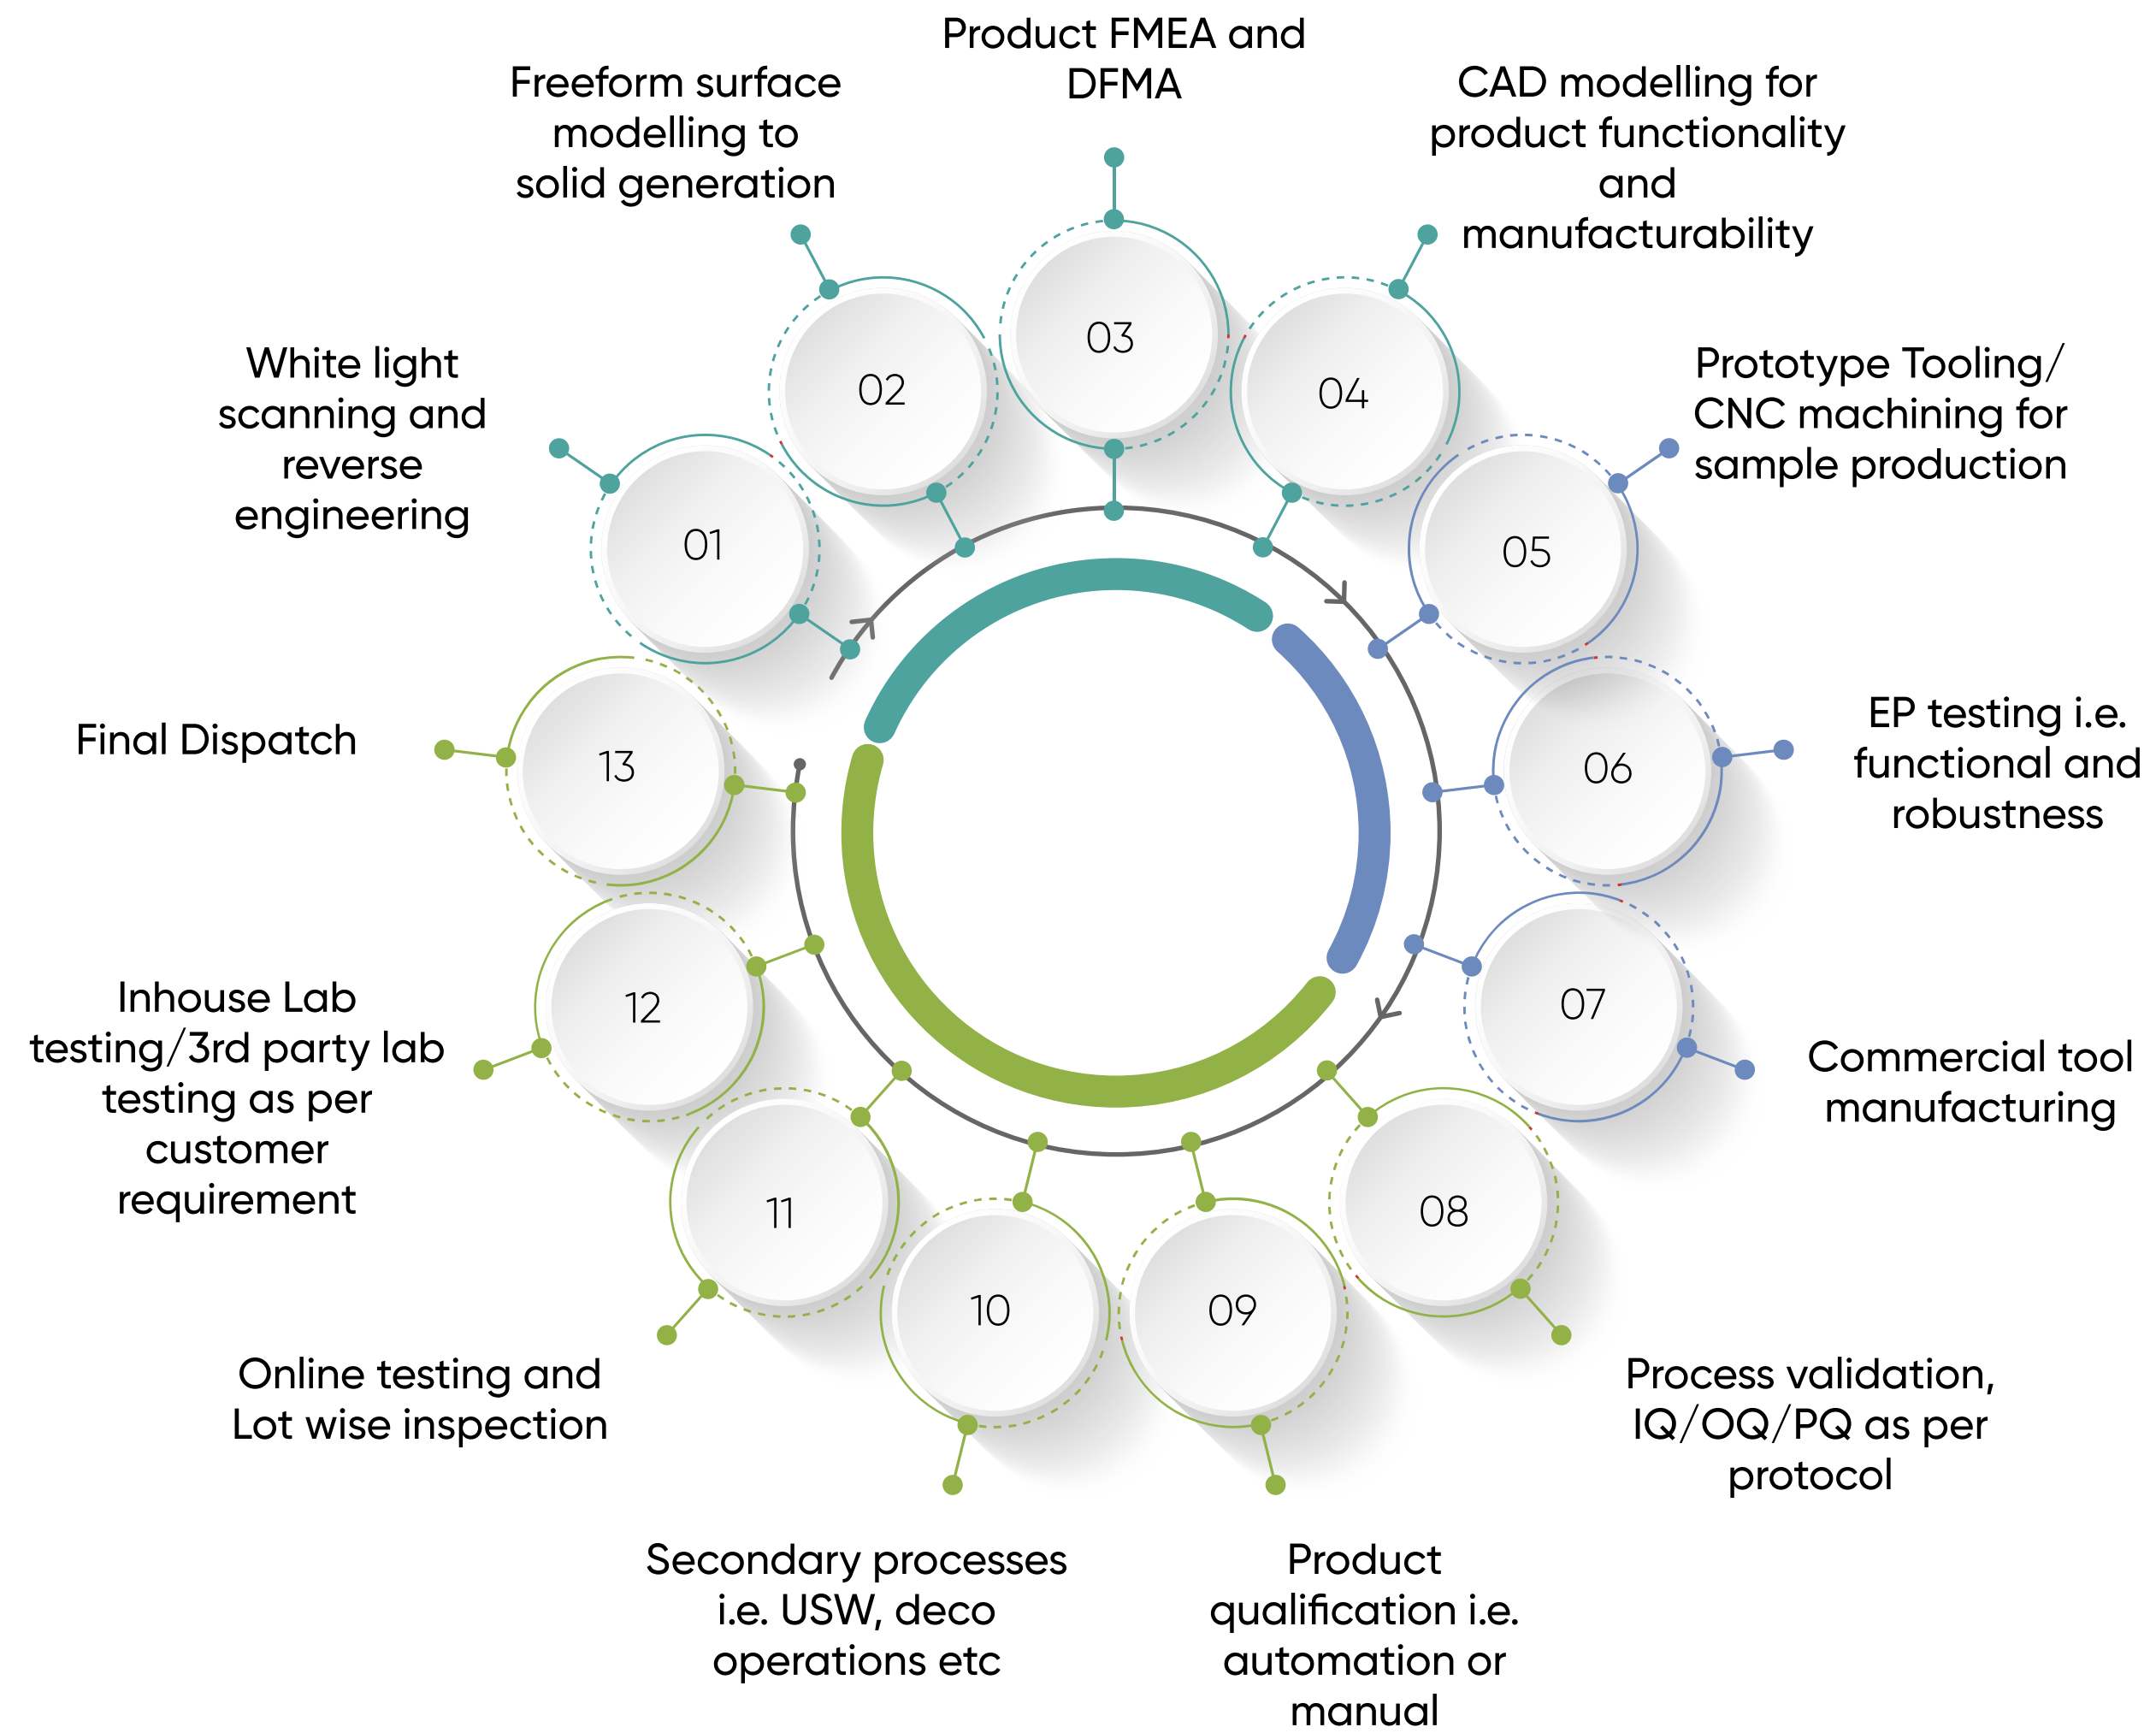 White light
scanning and
reverse
engineering
01
Freeform surface
modelling to
solid generation
02
Product FMEA and
DFMA
03
CAD modelling for
product functionality
and
manufacturability
04
Prototype Tooling/
CNC machining for
sample production
05
EP testing i.e.
functional and
robustness
06
Commercial tool
manufacturing
07
Process validation,
IQ/OQ/PQ as per
protocol
08
Product
qualification i.e.
automation or
manual
09
Secondary processes
i.e. USW, deco
operations etc
10
Online testing and
Lot wise inspection
11
Inhouse Lab
testing/3rd party lab
testing as per
customer
requirement
12
Final Dispatch
13